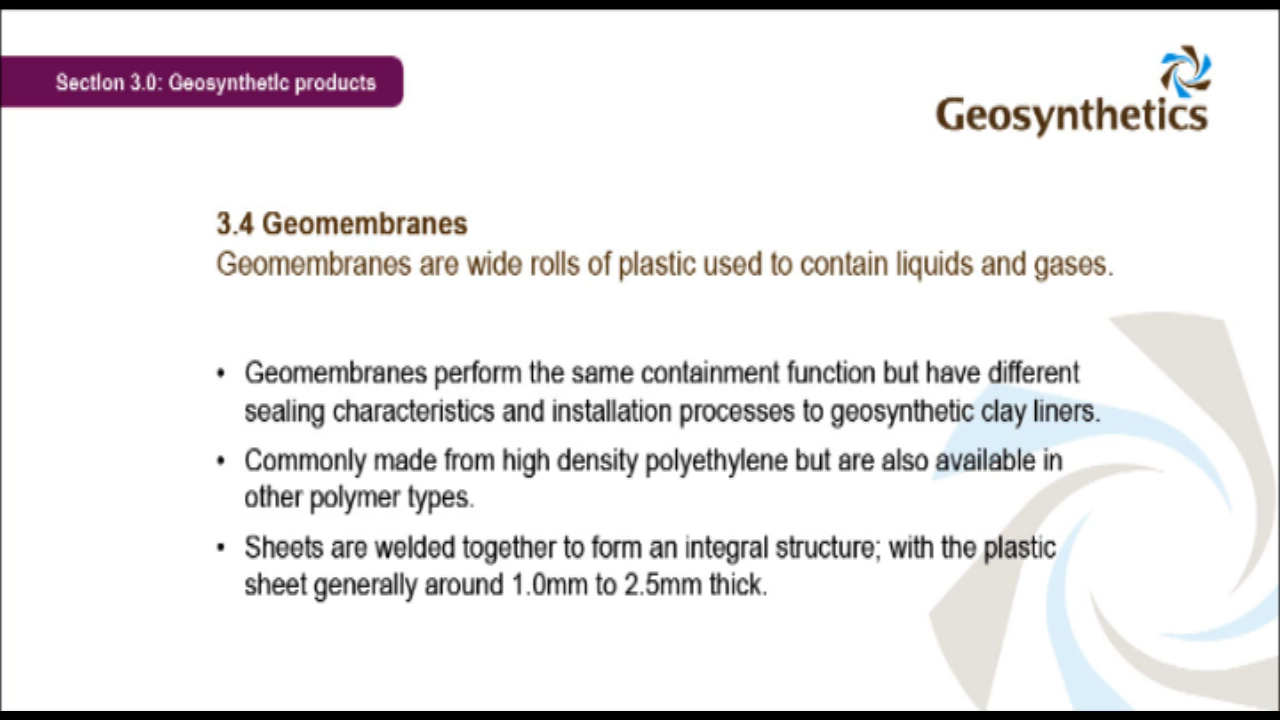 Section 3.0: Geosynthetic products
Geosynthetics
3.4 Geomembranes
Geomembranes are wide rolls of plastic used to contain liquids and gases.
• Geomembranes perform the same containment function but have different
sealing characteristics and installation processes to geosynthetic clay liners.
• Commonly made from high density polyethylene but are also available in
other polymer types.
• Sheets are welded together to form an integral structure; with the plastic
sheet generally around 1.0mm to 2.5mm thick.